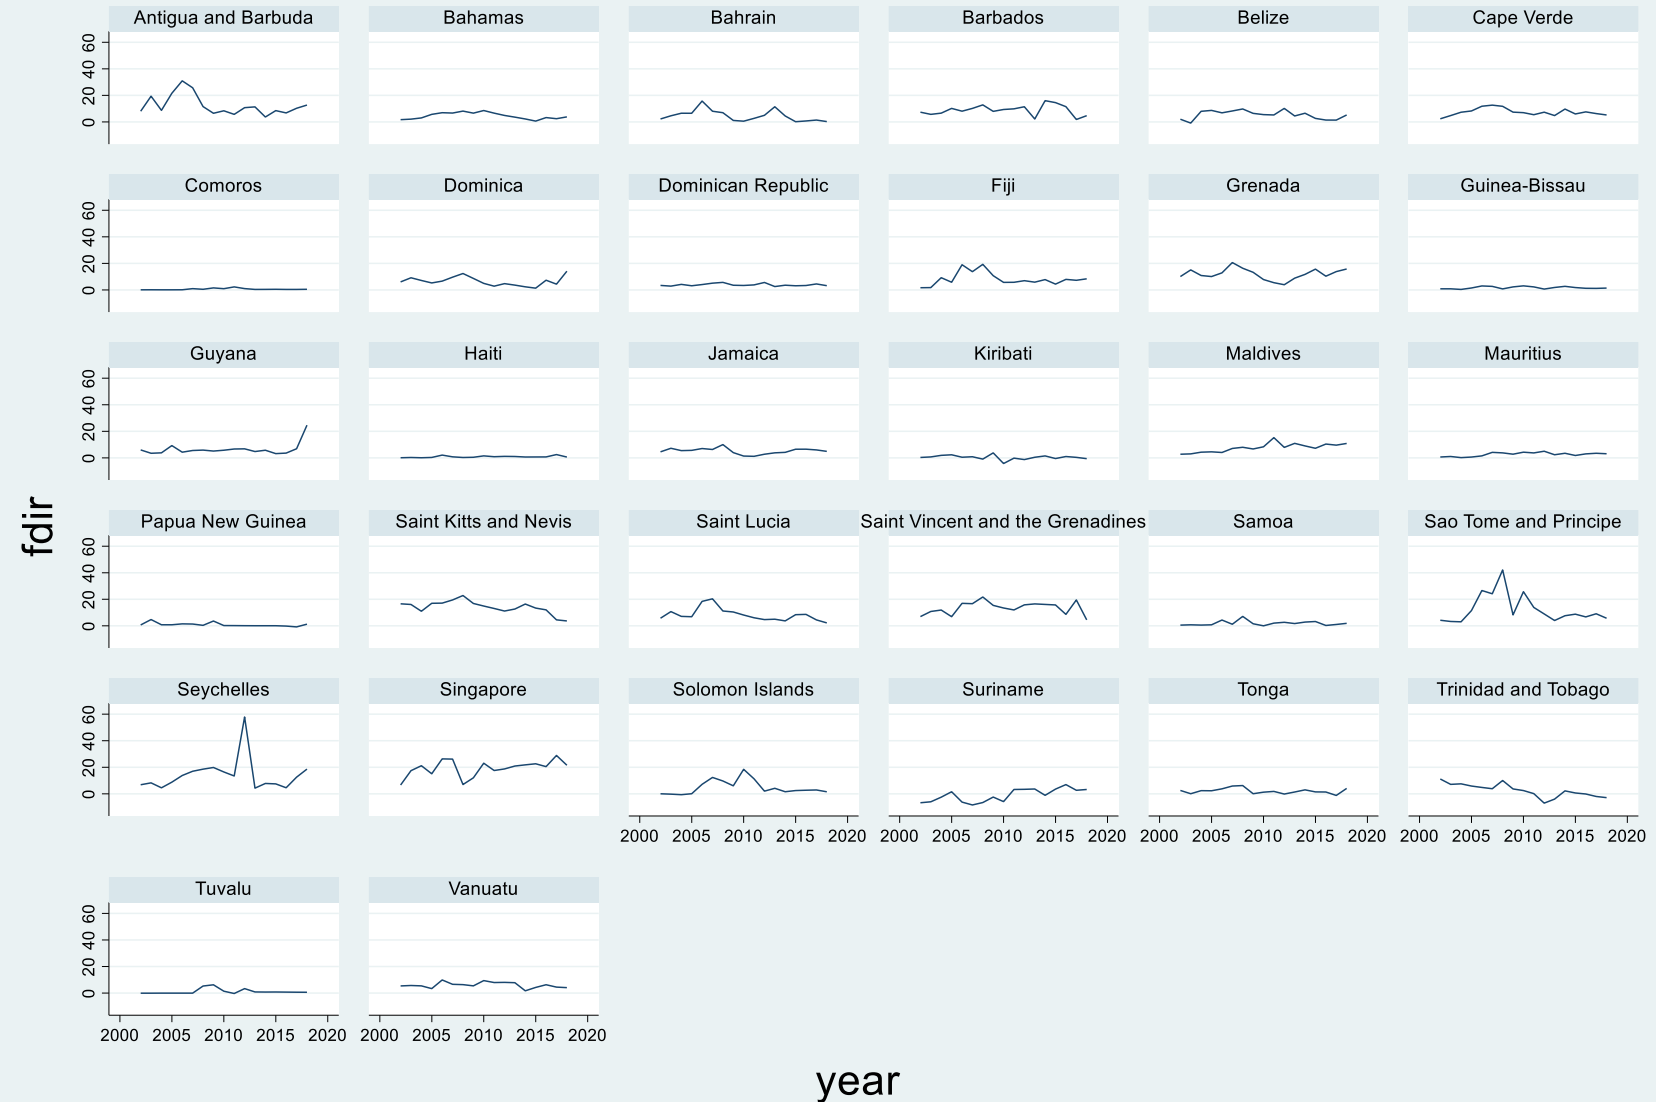 Antigua and Barbuda Bahamas Bahrain Barbados Belize Cape Verde
60
40
20
0
Comoros Dominica Dominican Republic Fiji Grenada Guinea-Bissau
60
40
20
0
Guyana Haiti Jamaica Kiribati Maldives Mauritius
60
40
20
0
fdir
Papua New Guinea Saint Kitts and Nevis Saint Lucia Saint Vincent and the Grenadines Samoa Sao Tome and Principe
60
40
20
0
Seychelles Singapore Solomon Islands Suriname Tonga Trinidad and Tobago
60
40
20
0
2000 2005 2010 2015 2020 2000 2005 2010 2015 2020 2000 2005 2010 2015 2020 2000 2005 2010 2015 2020
Tuvalu Vanuatu
60
40
20
0
2000 2005 2010 2015 2020 2000 2005 2010 2015 2020
year